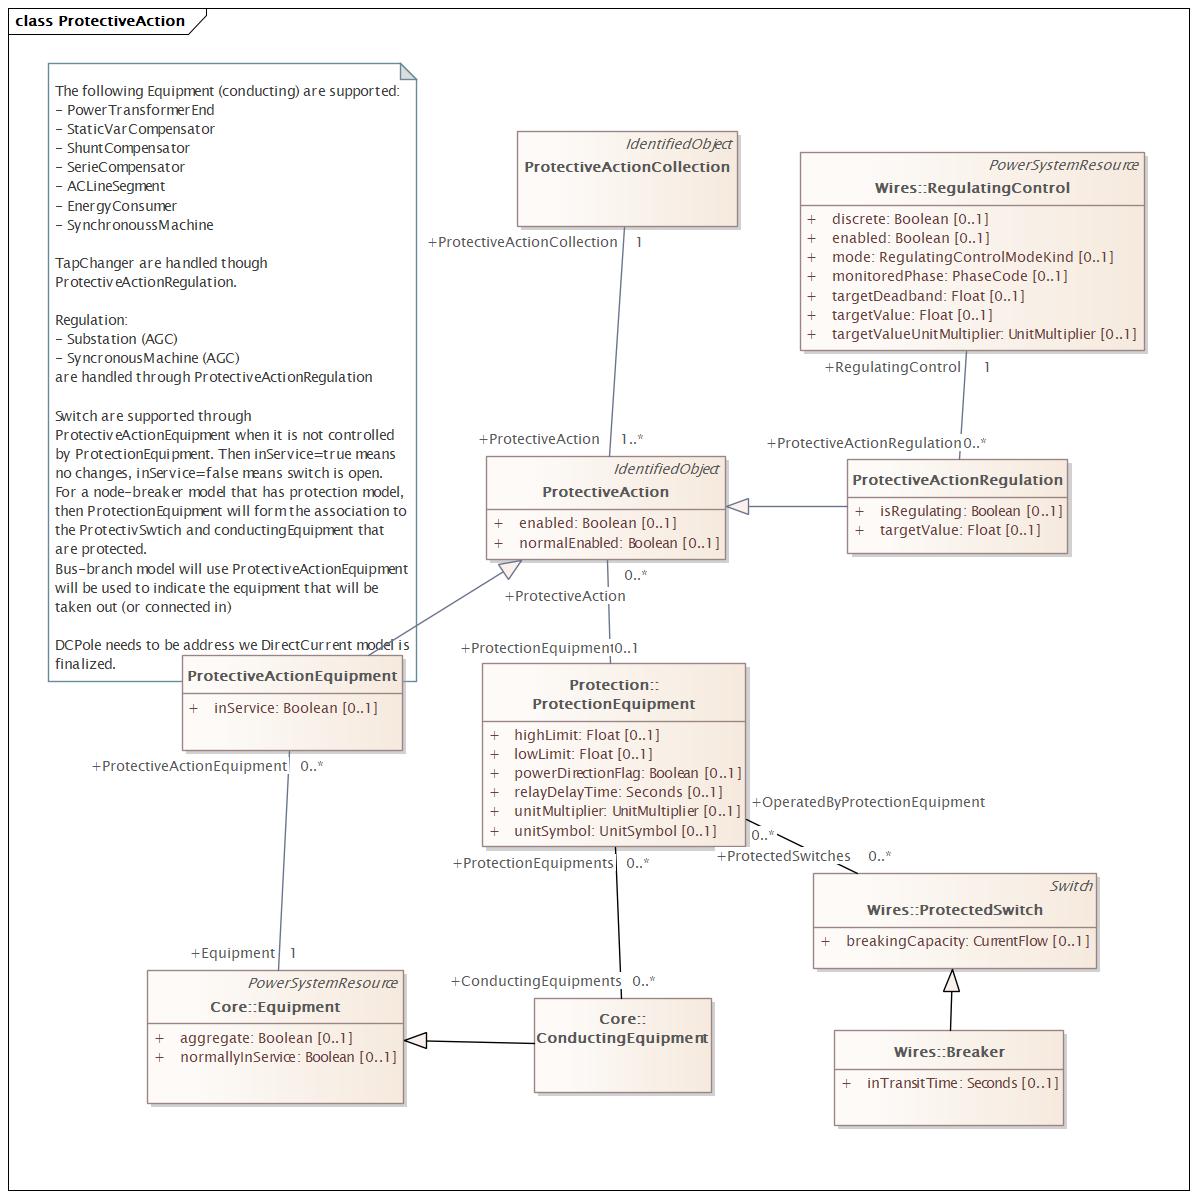 class ProtectiveAction
The following Equipment (conducting) are supported:
- PowerTransformerEnd
- StaticVarCompensator
- ShuntCompensator
- SerieCompensator
- ACLineSegment
- EnergyConsumer
- SynchronoussMachine
TapChanger are handled though
ProtectiveActionRegulation.
Regulation:
- Substation (AGC)
- SyncronousMachine (AGC)
are handled through ProtectiveActionRegulation
Switch are supported through
ProtectiveActionEquipment when it is not controlled
by ProtectionEquipment. Then inService=true means
no changes, inService=false means switch is open.
For a node-breaker model that has protection model,
then ProtectionEquipment will form the association to
the ProtectivSwtich and conductingEquipment that
are protected.
Bus-branch model will use ProtectiveActionEquipment
will be used to indicate the equipment that will be
taken out (or connected in)
DCPole needs to be address we DirectCurrent model is
finalized.
IdentifiedObject
ProtectiveActionCollection
+ProtectiveActionCollection 1
PowerSystemResource
Wires::RegulatingControl
+ discrete: Boolean [0..1]
+ enabled: Boolean [0..1]
+ mode: RegulatingControlModeKind [0..1]
+ monitoredPhase: PhaseCode [0..1]
+ targetDeadband: Float [0..1]
+ targetValue: Float [0..1]
+ targetValueUnitMultiplier: UnitMultiplier [0..1]
+RegulatingControl 1
+ProtectiveAction 1..*
+ProtectiveActionRegulation 0..*
IdentifiedObject
ProtectiveAction
+ enabled: Boolean [0..1]
+ normalEnabled: Boolean [0..1]
ProtectiveActionRegulation
+ isRegulating: Boolean [0..1]
+ targetValue: Float [0..1]
0..*
+ProtectiveAction
+ProtectionEquipment 0..1
ProtectiveActionEquipment
+ inService: Boolean [0..1]
+ProtectiveActionEquipment 0..*
Protection::
ProtectionEquipment
+ highLimit: Float [0..1]
+ lowLimit: Float [0..1]
+ powerDirectionFlag: Boolean [0..1]
+ relayDelayTime: Seconds [0..1]
+ unitMultiplier: UnitMultiplier [0..1]
+ unitSymbol: UnitSymbol [0..1]
+OperatedByProtectionEquipment
0..*
+ProtectedSwitches 0..*
+ProtectionEquipments 0..*
Switch
Wires::ProtectedSwitch
+ breakingCapacity: CurrentFlow [0..1]
+Equipment 1
+ConductingEquipments 0..*
PowerSystemResource
Core::Equipment
+ aggregate: Boolean [0..1]
+ normallyInService: Boolean [0..1]
Core::
ConductingEquipment
Wires::Breaker
+ inTransitTime: Seconds [0..1]